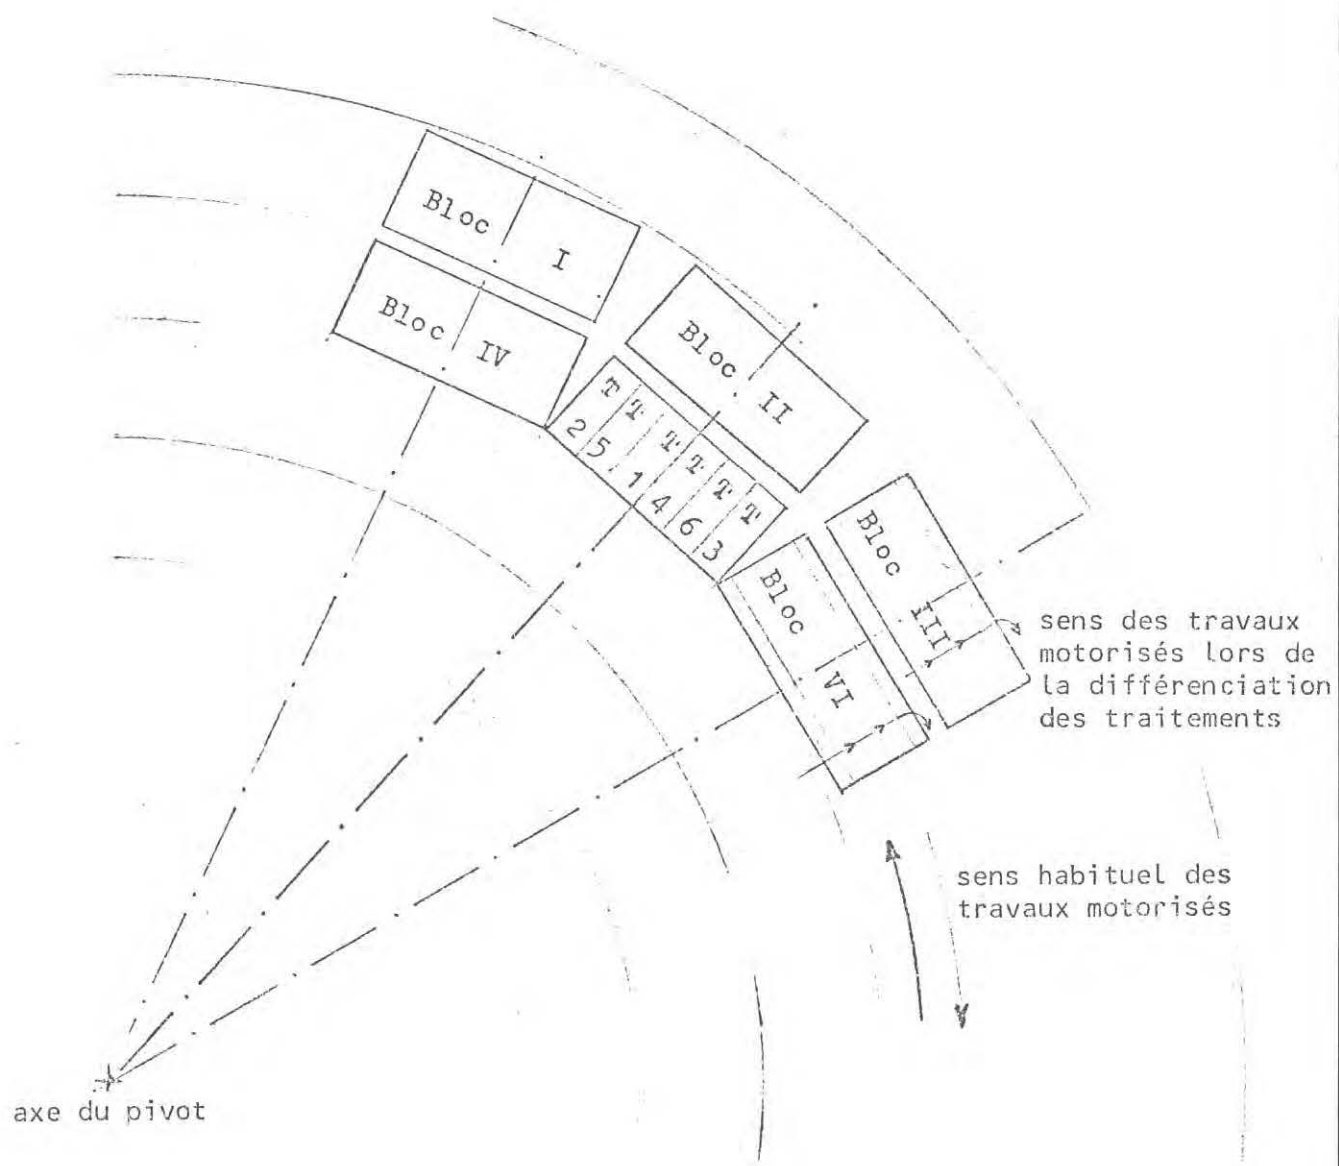 Bloc I
Bloc IV
Bloc II
T T T T T T
2 5 1 4 6 3
Bloc III
Bloc VI
sens des travaux
motorisés lors de
la différenciation
des traitements
sens habituel des
travaux motorisés
axe du pivot